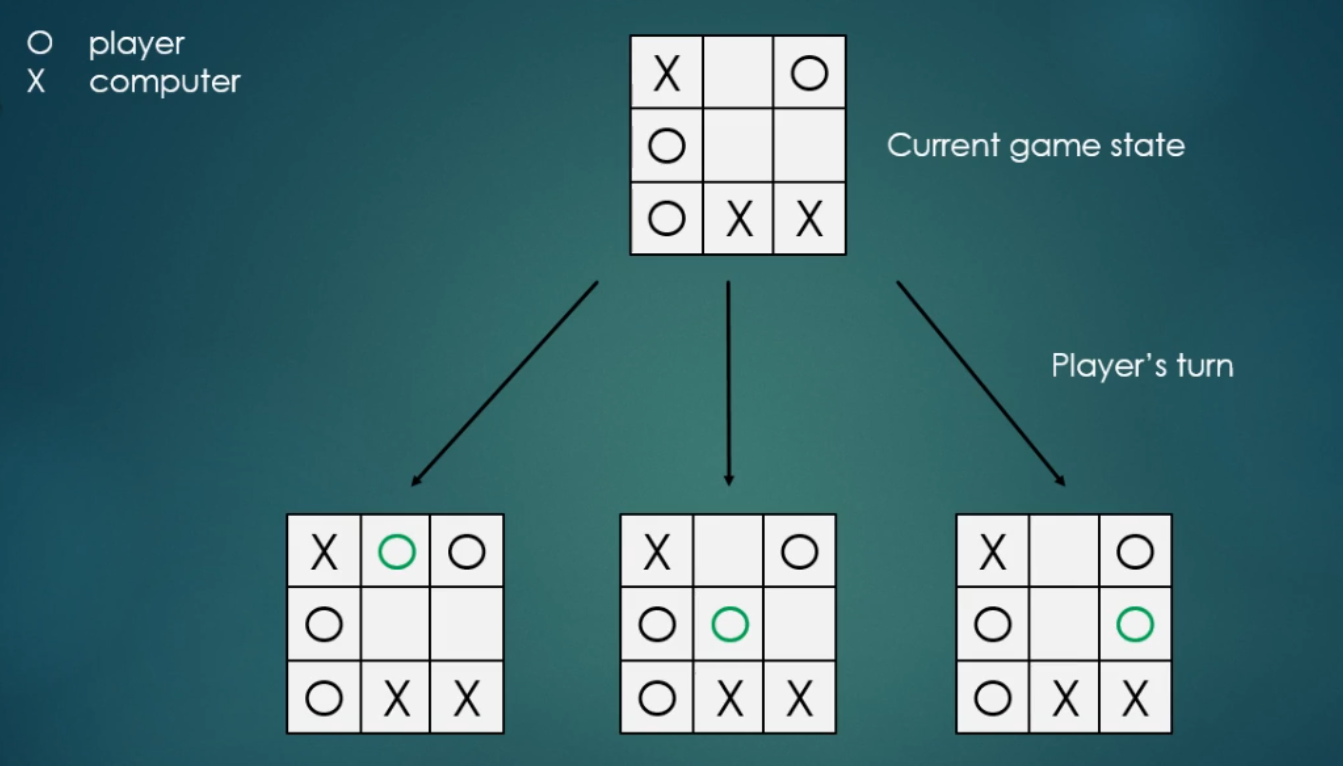 O player
X computer
X O
O
O X X
Current game state
Player's turn
X O O
O
O X X
X O
O O
O X X
X O
O O
O X X